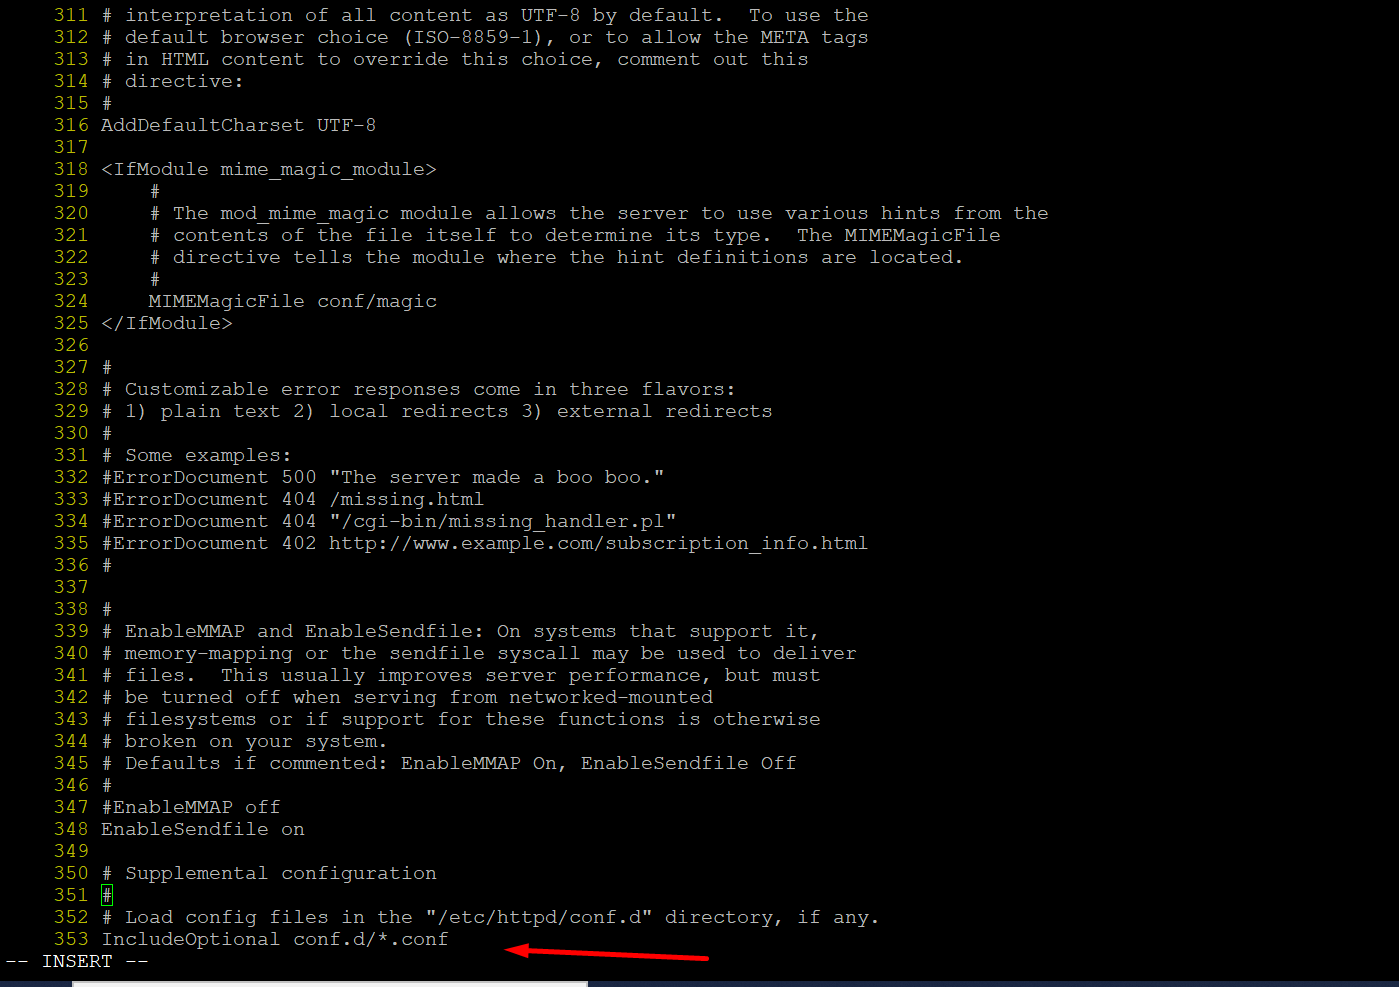 311 # interpretation of all content as UTF-8 by default.  To use the
312 # default browser choice (ISO-8859-1), or to allow the META tags
313 # in HTML content to override this choice, comment out this
314 # directive:
315 #
316 AddDefaultCharset UTF-8
317
318 <IfModule mime_magic_module>
319     #
320     # The mod_mime_magic module allows the server to use various hints from the
321     # contents of the file itself to determine its type.  The MIMEMagicFile
322     # directive tells the module where the hint definitions are located.
323     #
324     MIMEMagicFile conf/magic
325 </IfModule>
326
327 #
328 # Customizable error responses come in three flavors:
329 # 1) plain text 2) local redirects 3) external redirects
330 #
331 # Some examples:
332 #ErrorDocument 500 "The server made a boo boo."
333 #ErrorDocument 404 /missing.html
334 #ErrorDocument 404 "/cgi-bin/missing_handler.pl"
335 #ErrorDocument 402 http://www.example.com/subscription_info.html
336 #
337
338 #
339 # EnableMMAP and EnableSendfile: On systems that support it,
340 # memory-mapping or the sendfile syscall may be used to deliver
341 # files.  This usually improves server performance, but must
342 # be turned off when serving from networked-mounted
343 # filesystems or if support for these functions is otherwise
344 # broken on your system.
345 # Defaults if commented: EnableMMAP On, EnableSendfile Off
346 #
347 #EnableMMAP off
348 EnableSendfile on
349
350 # Supplemental configuration
351 #
352 # Load config files in the "/etc/httpd/conf.d" directory, if any.
353 IncludeOptional conf.d/*.conf
-- INSERT --